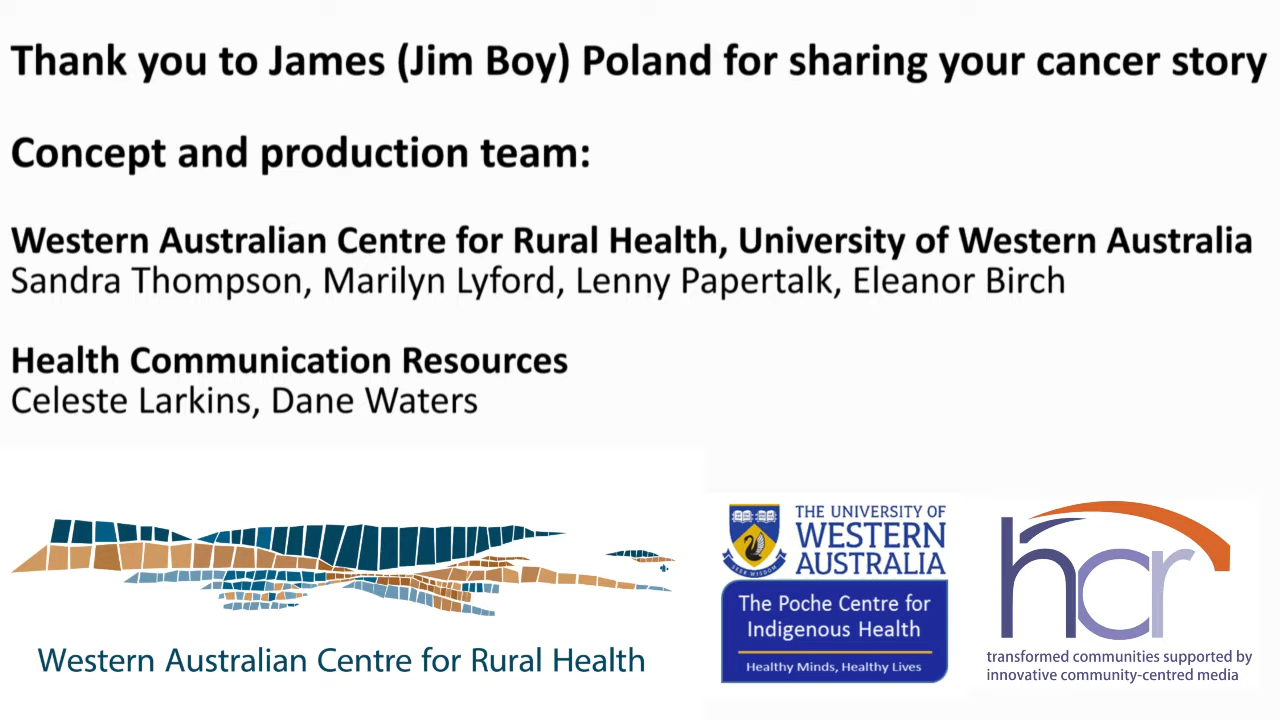 Thank you to James (Jim Boy) Poland for sharing your cancer story
Concept and production team:
Western Australian Centre for Rural Health, University of Western Australia
Sandra Thompson, Marilyn Lyford, Lenny Papertalk, Eleanor Birch
Health Communication Resources
Celeste Larkins, Dane Waters
Western Australian Centre for Rural Health
SEEK WISDOM
THE UNIVERSITY OF
WESTERN
AUSTRALIA
The Poche Centre for
Indigenous Health
Healthy Minds, Healthy Lives
hcr
transformed communities supported by
innovative community-centred media